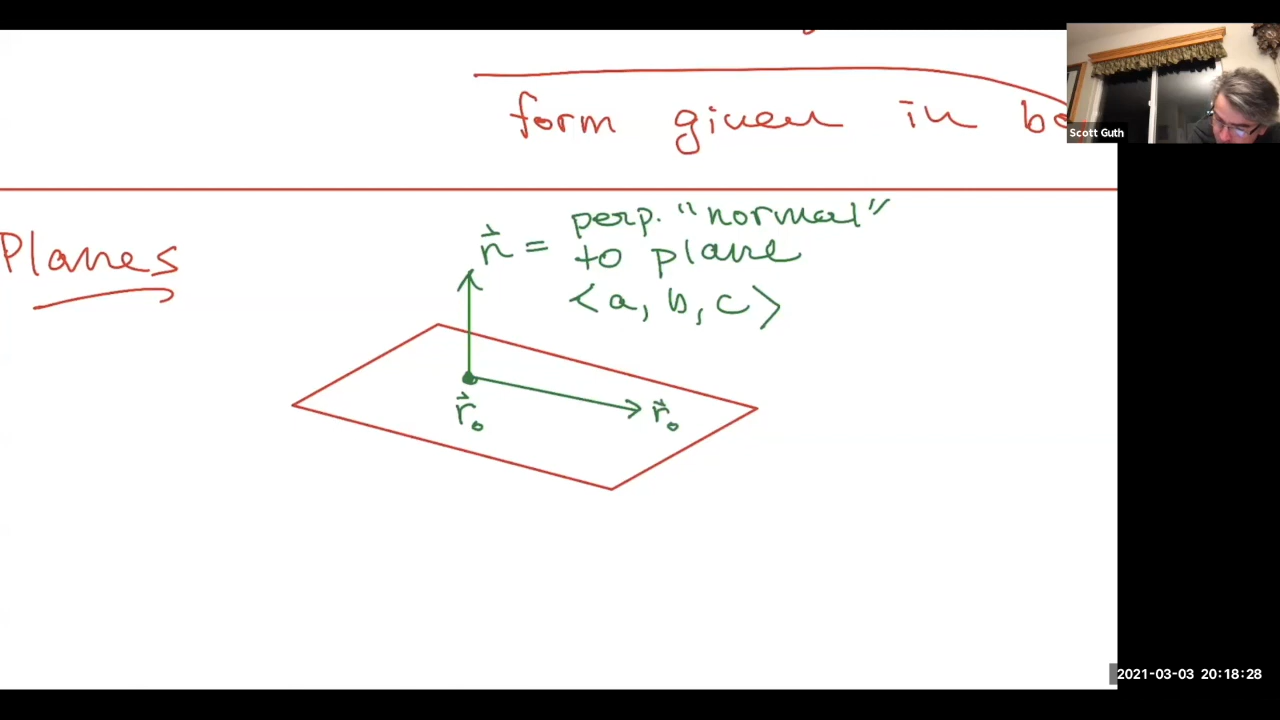 form given in
Scott Guth
Planes
n⃗ = perp. "normal"
to plane
<a, b, c>
r⃗₀
r⃗₀
2021-03-03 20:18:28